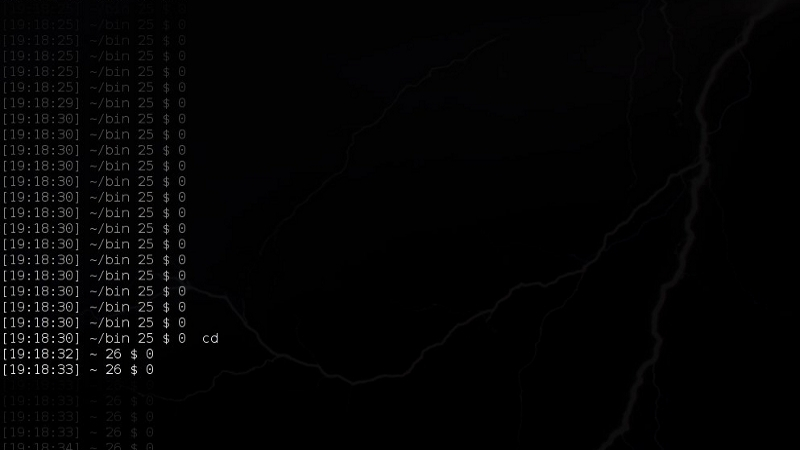 [19:18:25] ~/bin 25 $ 0
[19:18:25] ~/bin 25 $ 0
[19:18:25] ~/bin 25 $ 0
[19:18:25] ~/bin 25 $ 0
[19:18:25] ~/bin 25 $ 0
[19:18:29] ~/bin 25 $ 0
[19:18:30] ~/bin 25 $ 0
[19:18:30] ~/bin 25 $ 0
[19:18:30] ~/bin 25 $ 0
[19:18:30] ~/bin 25 $ 0
[19:18:30] ~/bin 25 $ 0
[19:18:30] ~/bin 25 $ 0
[19:18:30] ~/bin 25 $ 0
[19:18:30] ~/bin 25 $ 0
[19:18:30] ~/bin 25 $ 0
[19:18:30] ~/bin 25 $ 0
[19:18:30] ~/bin 25 $ 0
[19:18:30] ~/bin 25 $ 0
[19:18:30] ~/bin 25 $ 0
[19:18:30] ~/bin 25 $ 0
[19:18:30] ~/bin 25 $ 0 cd
[19:18:32] ~ 26 $ 0
[19:18:33] ~ 26 $ 0
[19:18:33] ~ 26 $ 0
[19:18:33] ~ 26 $ 0
[19:18:33] ~ 26 $ 0
[19:18:34] ~ 26 $ 0